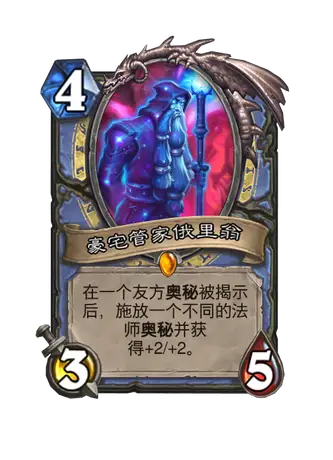 4
豪宅管家俄里翁
在一个友方奥秘被揭示
后，施放一个不同的法
师奥秘并获
得+2/+2。
3
5